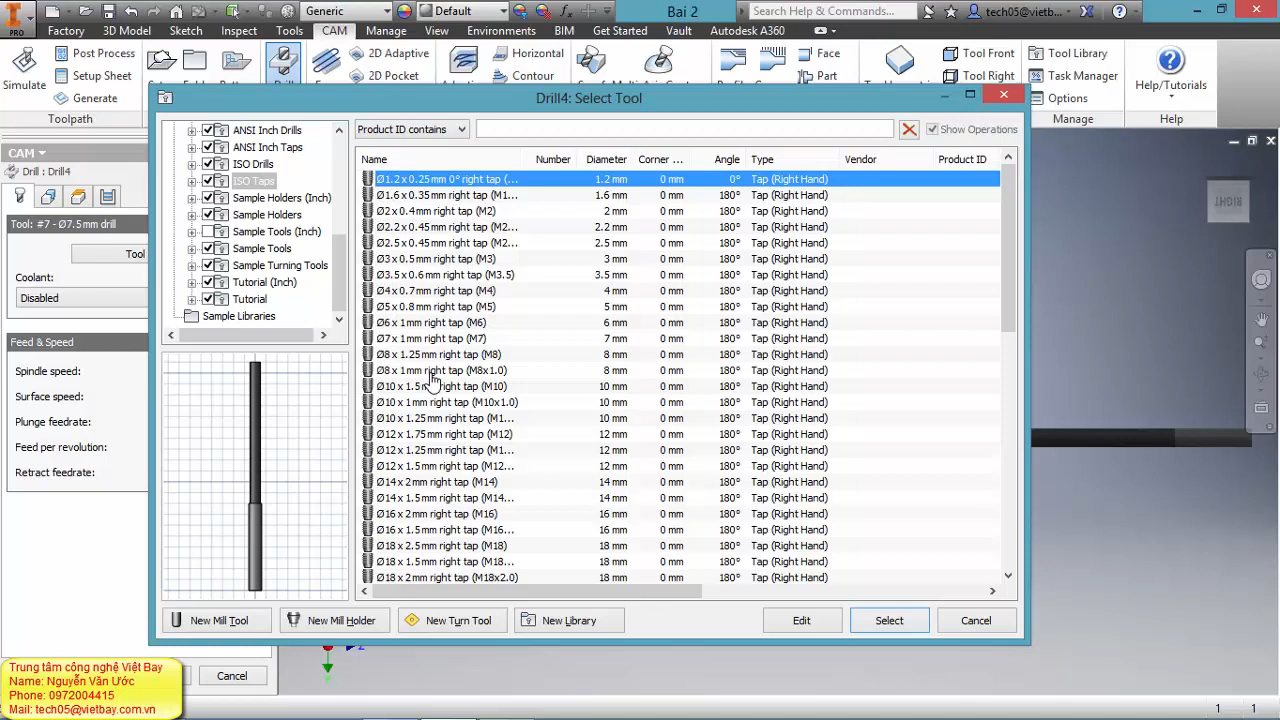 Generic
Default
Bai 2
Search Help & Commands...
tech05@vietb...
PRO
Factory
3D Model
Sketch
Inspect
Tools
CAM
Manage
View
Environments
BIM
Get Started
Vault
Autodesk A360
Simulate
Post Process
Setup Sheet
Generate
Toolpath
2D Adaptive
2D Pocket
Horizontal
Contour
Face
Part
Tool Front
Tool Right
Tool Library
Task Manager
Options
Manage
Help/Tutorials
Help
CAM
Drill : Drill4
Tool: #7 - Ø7.5mm drill
Tool
Coolant:
Disabled
Feed & Speed
Spindle speed:
Surface speed:
Plunge feedrate:
Feed per revolution:
Retract feedrate:
Cancel
Drill4: Select Tool
ANSI Inch Drills
ANSI Inch Taps
ISO Drills
ISO Taps
Sample Holders (Inch)
Sample Holders
Sample Tools (Inch)
Sample Tools
Sample Turning Tools
Tutorial (Inch)
Tutorial
Sample Libraries
Product ID contains
Show Operations
Name Number Diameter Corner ... Angle Type Vendor Product ID
Ø1.2 x 0.25mm 0° right tap (... 1.2 mm 0 mm 0° Tap (Right Hand)
Ø1.6 x 0.35mm right tap (M1... 1.6 mm 0 mm 180° Tap (Right Hand)
Ø2 x 0.4mm right tap (M2) 2 mm 0 mm 180° Tap (Right Hand)
Ø2.2 x 0.45mm right tap (M2... 2.2 mm 0 mm 180° Tap (Right Hand)
Ø2.5 x 0.45mm right tap (M2... 2.5 mm 0 mm 180° Tap (Right Hand)
Ø3 x 0.5mm right tap (M3) 3 mm 0 mm 180° Tap (Right Hand)
Ø3.5 x 0.6mm right tap (M3.5) 3.5 mm 0 mm 180° Tap (Right Hand)
Ø4 x 0.7mm right tap (M4) 4 mm 0 mm 180° Tap (Right Hand)
Ø5 x 0.8mm right tap (M5) 5 mm 0 mm 180° Tap (Right Hand)
Ø6 x 1mm right tap (M6) 6 mm 0 mm 180° Tap (Right Hand)
Ø7 x 1mm right tap (M7) 7 mm 0 mm 180° Tap (Right Hand)
Ø8 x 1.25mm right tap (M8) 8 mm 0 mm 180° Tap (Right Hand)
Ø8 x 1mm right tap (M8x1.0) 8 mm 0 mm 180° Tap (Right Hand)
Ø10 x 1.5mm right tap (M10) 10 mm 0 mm 180° Tap (Right Hand)
Ø10 x 1mm right tap (M10x1.0) 10 mm 0 mm 180° Tap (Right Hand)
Ø10 x 1.25mm right tap (M1... 10 mm 0 mm 180° Tap (Right Hand)
Ø12 x 1.75mm right tap (M12) 12 mm 0 mm 180° Tap (Right Hand)
Ø12 x 1.25mm right tap (M1... 12 mm 0 mm 180° Tap (Right Hand)
Ø12 x 1.5mm right tap (M12... 12 mm 0 mm 180° Tap (Right Hand)
Ø14 x 2mm right tap (M14) 14 mm 0 mm 180° Tap (Right Hand)
Ø14 x 1.5mm right tap (M14... 14 mm 0 mm 180° Tap (Right Hand)
Ø16 x 2mm right tap (M16) 16 mm 0 mm 180° Tap (Right Hand)
Ø16 x 1.5mm right tap (M16... 16 mm 0 mm 180° Tap (Right Hand)
Ø18 x 2.5mm right tap (M18) 18 mm 0 mm 180° Tap (Right Hand)
Ø18 x 1.5mm right tap (M18... 18 mm 0 mm 180° Tap (Right Hand)
Ø18 x 2mm right tap (M18x2.0) 18 mm 0 mm 180° Tap (Right Hand)
New Mill Tool
New Mill Holder
New Turn Tool
New Library
Edit
Select
Cancel
RIGHT
Z
Trung tâm công nghệ Việt Bay
Name: Nguyễn Văn Ước
Phone: 0972004415
Mail: tech05@vietbay.com.vn
1 1